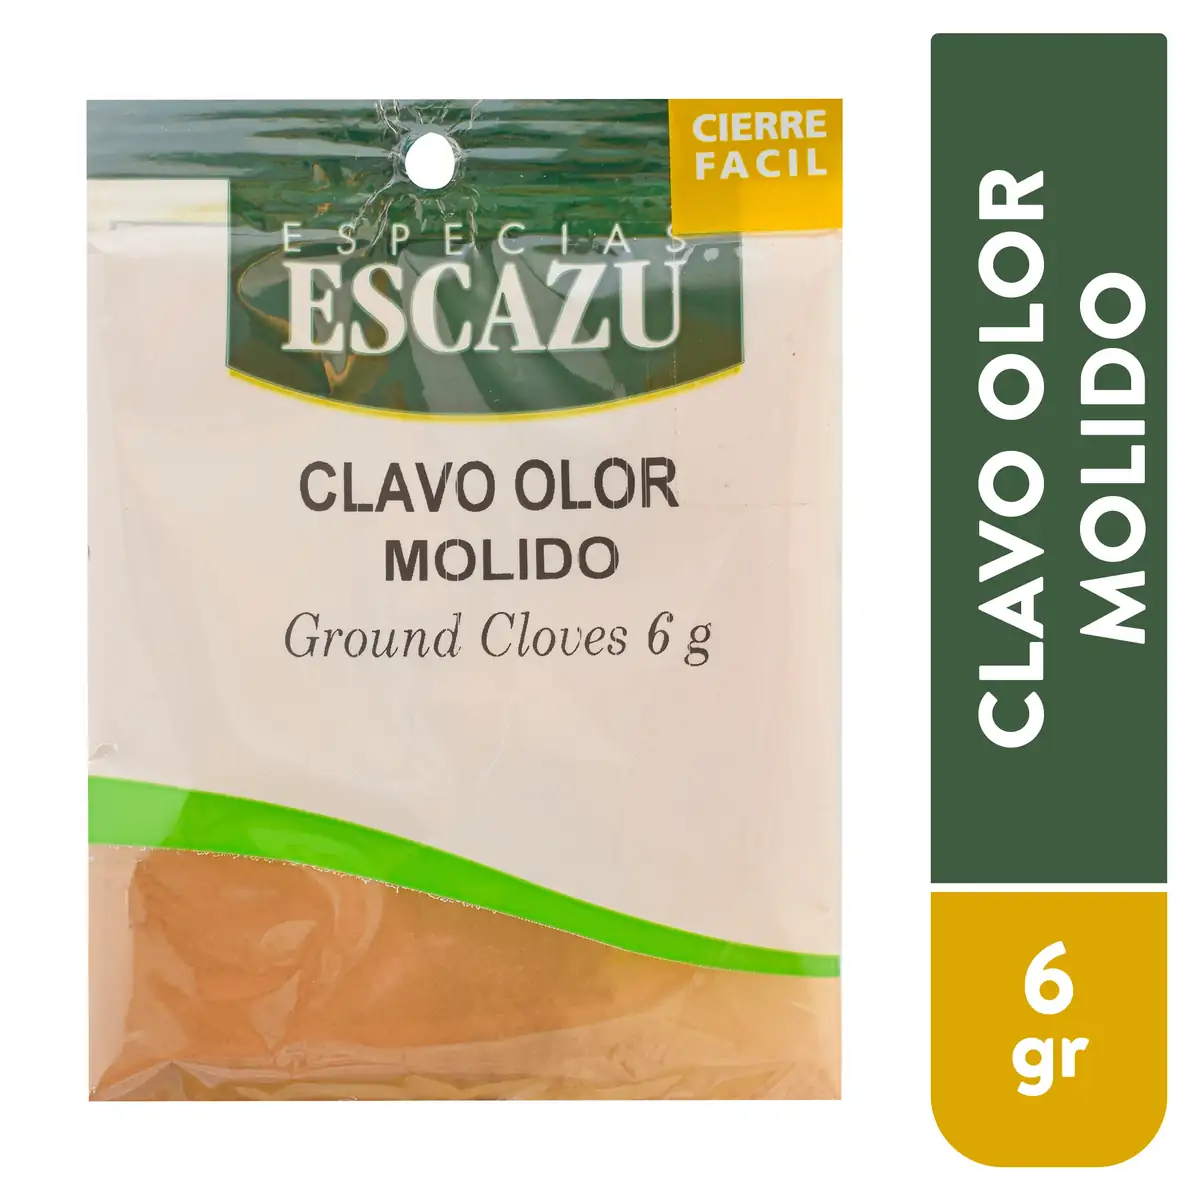 CIERRE
FACIL
ESPECIAS
ESCAZU
CLAVO OLOR
MOLIDO
Ground Cloves 6 g
CLAVO OLOR
MOLIDO
6
gr